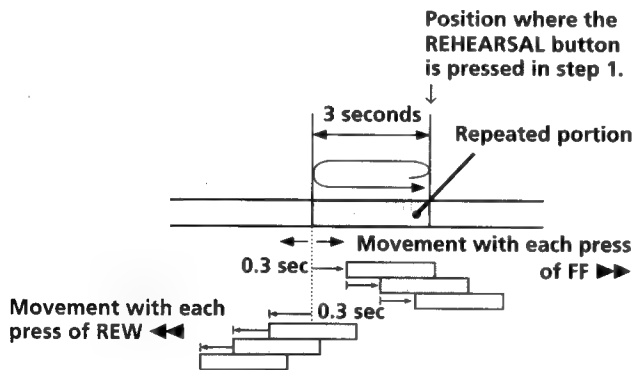 Position where the
REHEARSAL button
is pressed in step 1.
3 seconds
Repeated portion
Movement with each press
of FF ▶▶
0.3 sec
0.3 sec
Movement with each
press of REW ◀◀